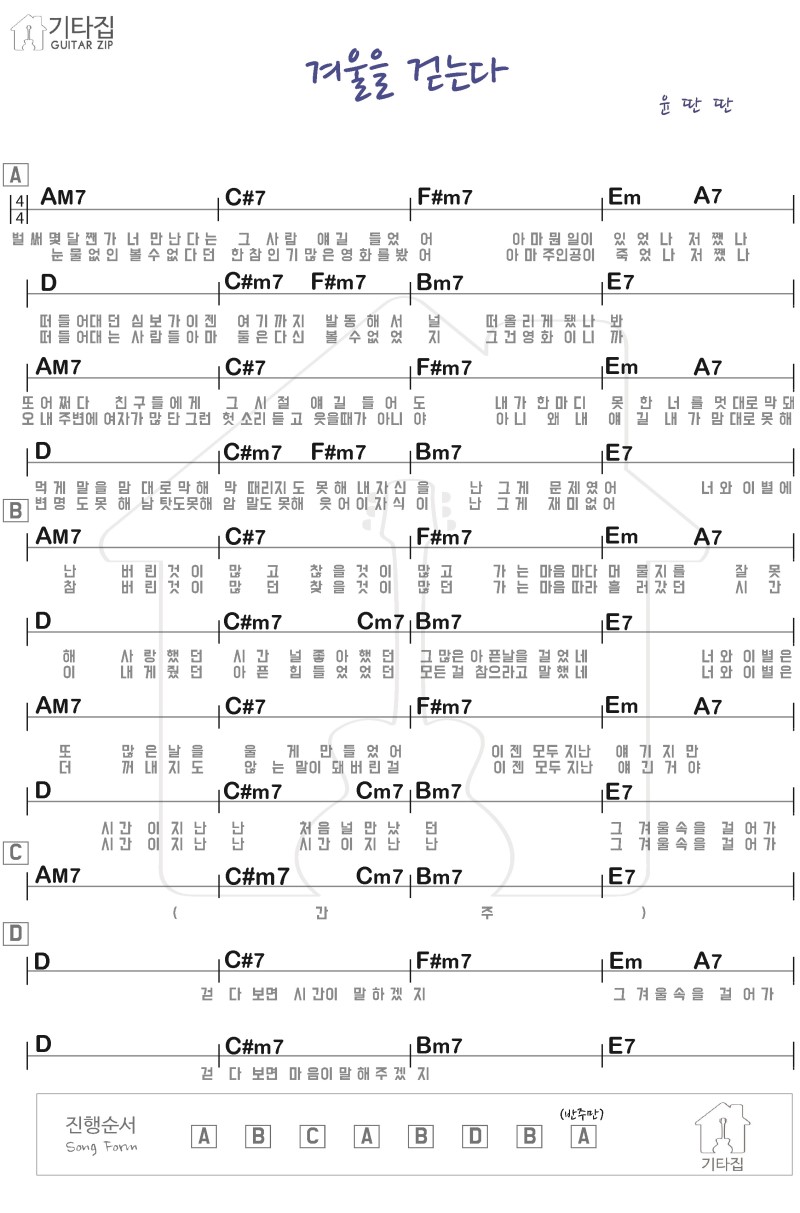 기타집
GUITAR ZIP
겨울을 걷는다
윤딴딴
A
4/4 AM7 C#7 F#m7 Em A7
벌써 몇달짼가 너 만난다는 그 사람 얘길 들었어 아마 뭔일이 있었나 저쨌나
눈물없인 볼수없다던 한참인기많은영화를봤어 아마주인공이 죽었나 저쨌나
D C#m7 F#m7 Bm7 E7
떠들어대던 심보가이젠 여기까지 발동해서 널 떠올리게됐나봐
떠들어대는 사람들아마 둘은다신 볼 수없었지 그건영화이니까
AM7 C#7 F#m7 Em A7
또어쩌다 친구들에게 그 시절 얘길 들어도 내가 한마디 못 한 너를 멋대로막돼
오내주변에여자가많단그런 헛소리듣고 웃을때가 아니야 아니 왜 내 얘길 내가 맘대로못해
D C#m7 F#m7 Bm7 E7
먹게 말을 맘 대로막해 막 때리지도 못해 내자신을 난 그게 문제였어 너와 이별에
변명도못해 남탓도못해 암 말도못해 웃어이자식이 난 그게 재미없어
B
AM7 C#7 F#m7 Em A7
난 버린것이 많고 찮을것이 많고 가는마음마다 머물지를 잘못
참 버린것이 많던 찾을것이 많던 가는마음따라 흘러갔던 시간
D C#m7 Cm7 Bm7 E7
해 사랑했던 시간 널좋아했던 그많은아픈날을 걸었네 너와 이별은
이 내게줬던 아픈 힘들었었던 모든걸 참으라고 말했네 너와 이별은
AM7 C#7 F#m7 Em A7
또 많은날을 울게 만들었어 이젠 모두지난 얘기지만
더 꺼내지도 않는말이돼버린걸 이젠 모두지난 얘긴거야
D C#m7 Cm7 Bm7 E7
시간이지난 난 처음널만났던 그 겨울속을 걸어가
시간이지난 난 시간이지난 난 그 겨울속을 걸어가
C
AM7 C#m7 Cm7 Bm7 E7
( 간 주 )
D
D C#7 F#m7 Em A7
걷다보면 시간이 말하겠지 그 겨울속을 걸어가
D C#m7 Bm7 E7
걷다보면 마음이말해주겠지
(반주만)
진행순서 A B C A B D B A
Song Form
기타집